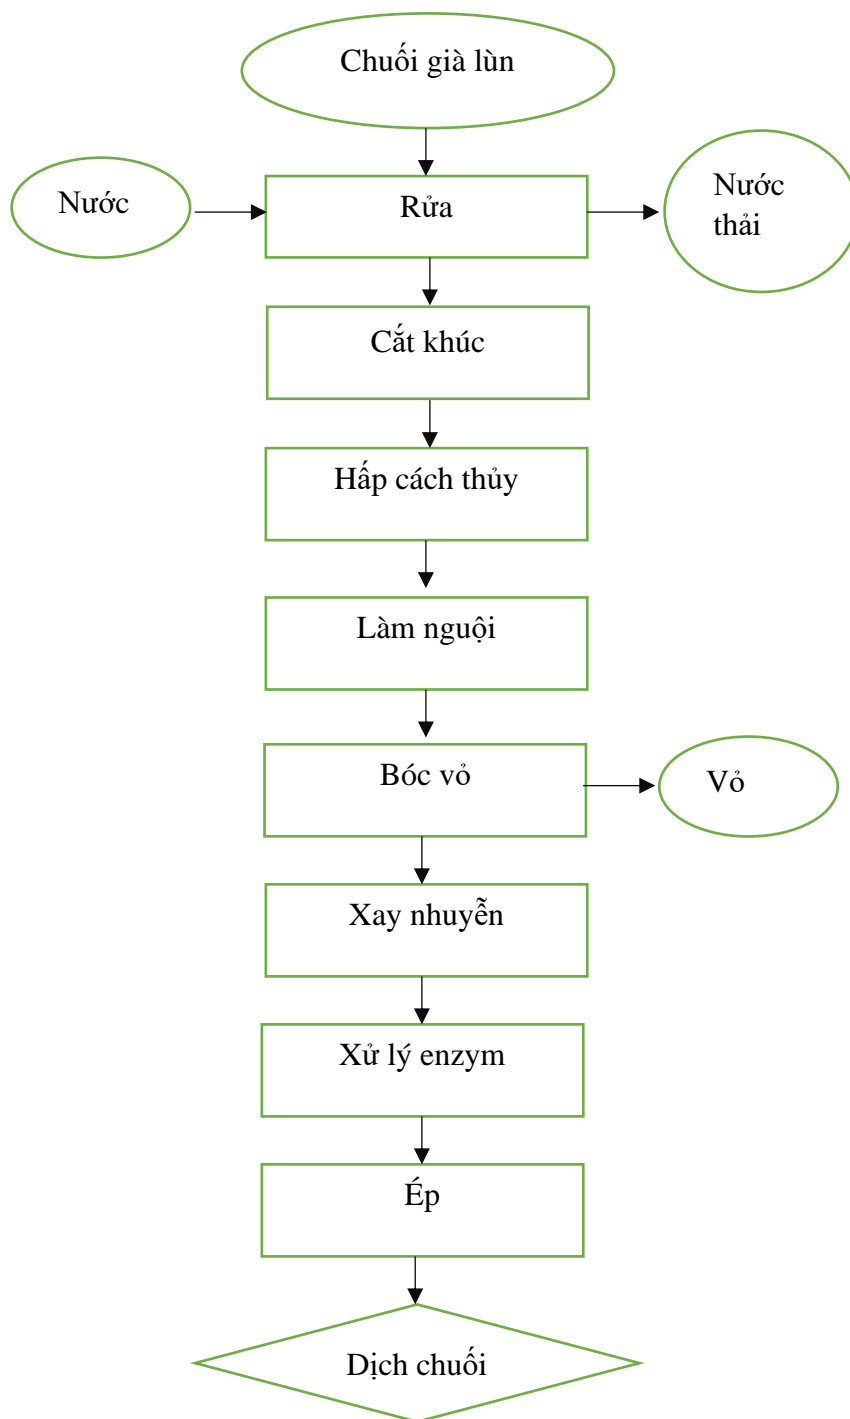 Chuối già lùn
Nước
Rửa
Nước
thải
Cắt khúc
Hấp cách thủy
Làm nguội
Bóc vỏ
Vỏ
Xay nhuyễn
Xử lý enzym
Ép
Dịch chuối